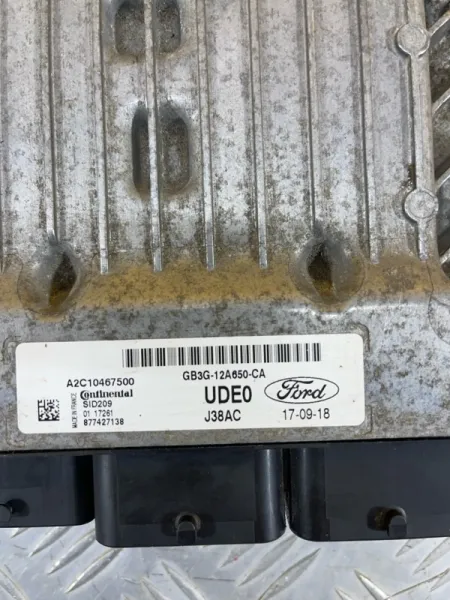 GB3G-12A650-CA
A2C10467500
MADE IN FRANCE
Continental
SID209
01 17261
877427138
UDE0
J38AC
Ford
17-09-18